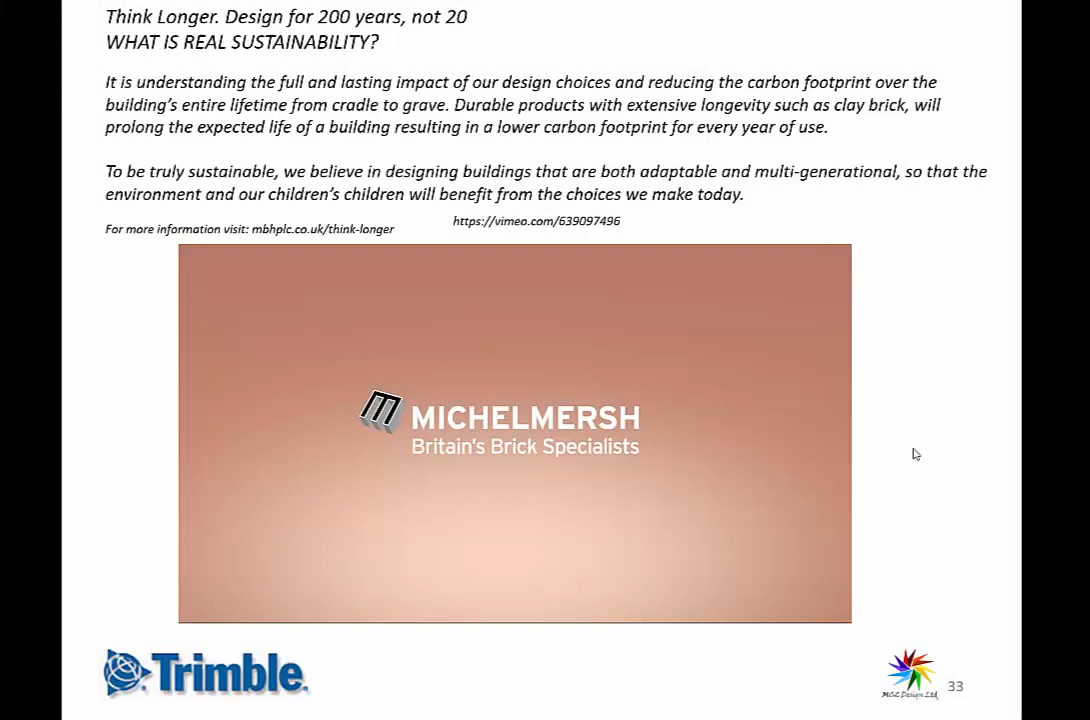 Think Longer. Design for 200 years, not 20
WHAT IS REAL SUSTAINABILITY?
It is understanding the full and lasting impact of our design choices and reducing the carbon footprint over the
building's entire lifetime from cradle to grave. Durable products with extensive longevity such as clay brick, will
prolong the expected life of a building resulting in a lower carbon footprint for every year of use.
To be truly sustainable, we believe in designing buildings that are both adaptable and multi-generational, so that the
environment and our children's children will benefit from the choices we make today.
https://vimeo.com/639097496
For more information visit: mbhplc.co.uk/think-longer
MICHELMERSH
Britain's Brick Specialists
Trimble.
MCL Design Ltd
33